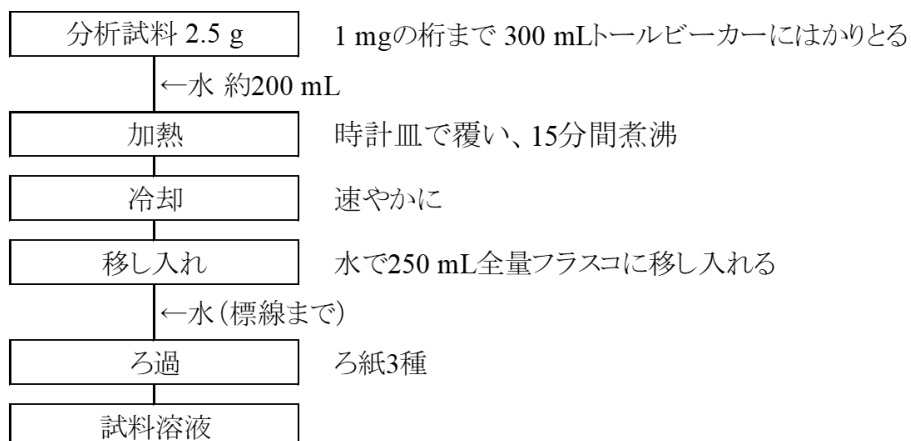 分析試料 2.5 g 1 mgの桁まで 300 mLトールビーカーにはかりとる
←水 約200 mL
加熱 時計皿で覆い、15分間煮沸
冷却 速やかに
移し入れ 水で250 mL全量フラスコに移し入れる
←水（標線まで）
ろ過 ろ紙3種
試料溶液